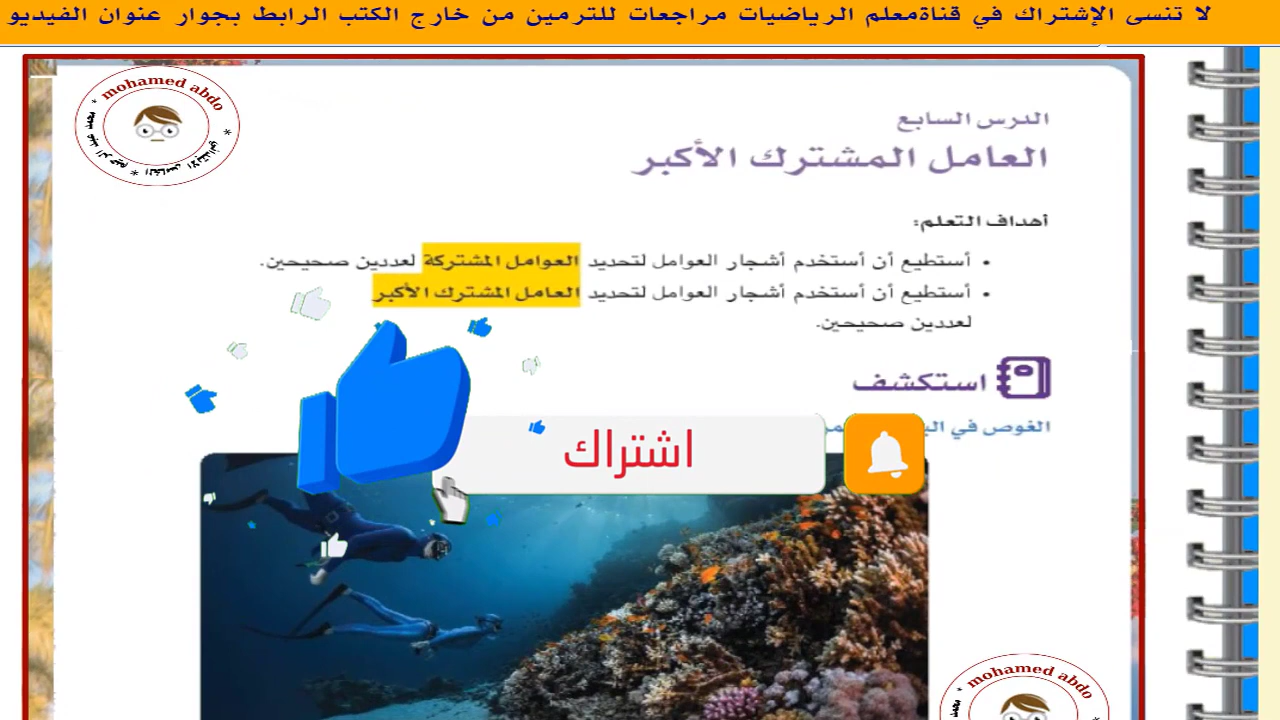 لا تنسى الإشتراك في قناةمعلم الرياضيات مراجعات للترمين من خارج الكتب الرابط بجوار عنوان الفيديو
mohamed abdo
الدرس السابع
العامل المشترك الأكبر
أهداف التعلم:
• أستطيع أن أستخدم أشجار العوامل لتحديد العوامل المشتركة لعددين صحيحين.
• أستطيع أن أستخدم أشجار العوامل لتحديد العامل المشترك الأكبر
لعددين صحيحين.
استكشف
الغوص في
اشتراك
mohamed abdo